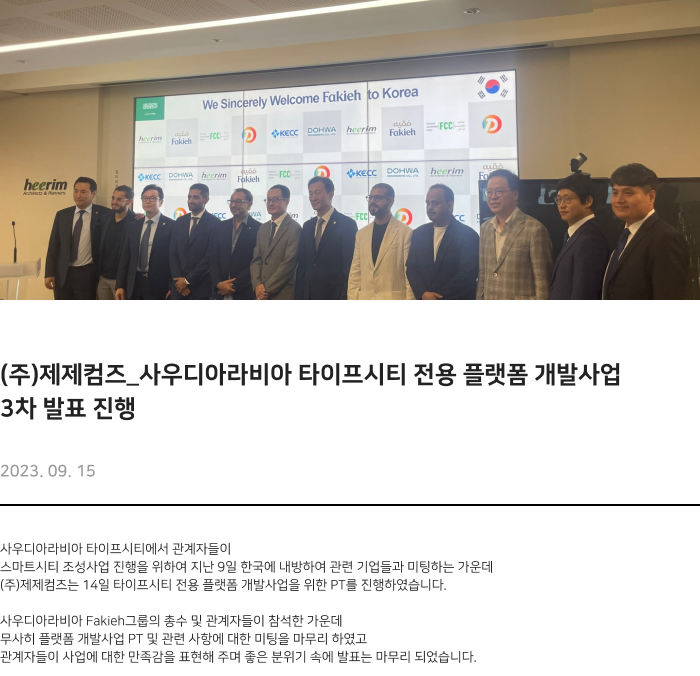 We Sincerely Welcome Fakieh to Korea
heerim
Fakieh
FCC
KECC
DOHWA
heerim
Fakieh
FCC
KECC
DOHWA
heerim
Fakieh
FCC
KECC
DOHWA
heerim
heerim
Architects & Planners
(주)제제컴즈_사우디아라비아 타이프시티 전용 플랫폼 개발사업
3차 발표 진행
2023. 09. 15
사우디아라비아 타이프시티에서 관계자들이
스마트시티 조성사업 진행을 위하여 지난 9일 한국에 내방하여 관련 기업들과 미팅하는 가운데
(주)제제컴즈는 14일 타이프시티 전용 플랫폼 개발사업을 위한 PT를 진행하였습니다.
사우디아라비아 Fakieh그룹의 총수 및 관계자들이 참석한 가운데
무사히 플랫폼 개발사업 PT 및 관련 사항에 대한 미팅을 마무리 하였고
관계자들이 사업에 대한 만족감을 표현해 주며 좋은 분위기 속에 발표는 마무리 되었습니다.